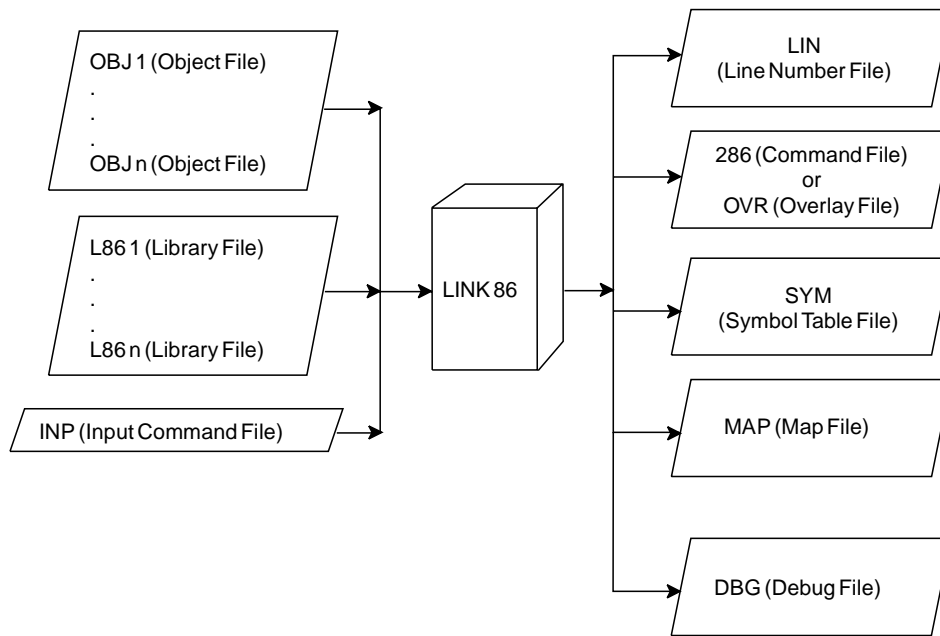 OBJ 1 (Object File)
.
.
.
OBJ n (Object File)
L86 1 (Library File)
.
.
.
L86 n (Library File)
INP (Input Command File)
LINK 86
LIN
(Line Number File)
286 (Command File)
or
OVR (Overlay File)
SYM
(Symbol Table File)
MAP (Map File)
DBG (Debug File)